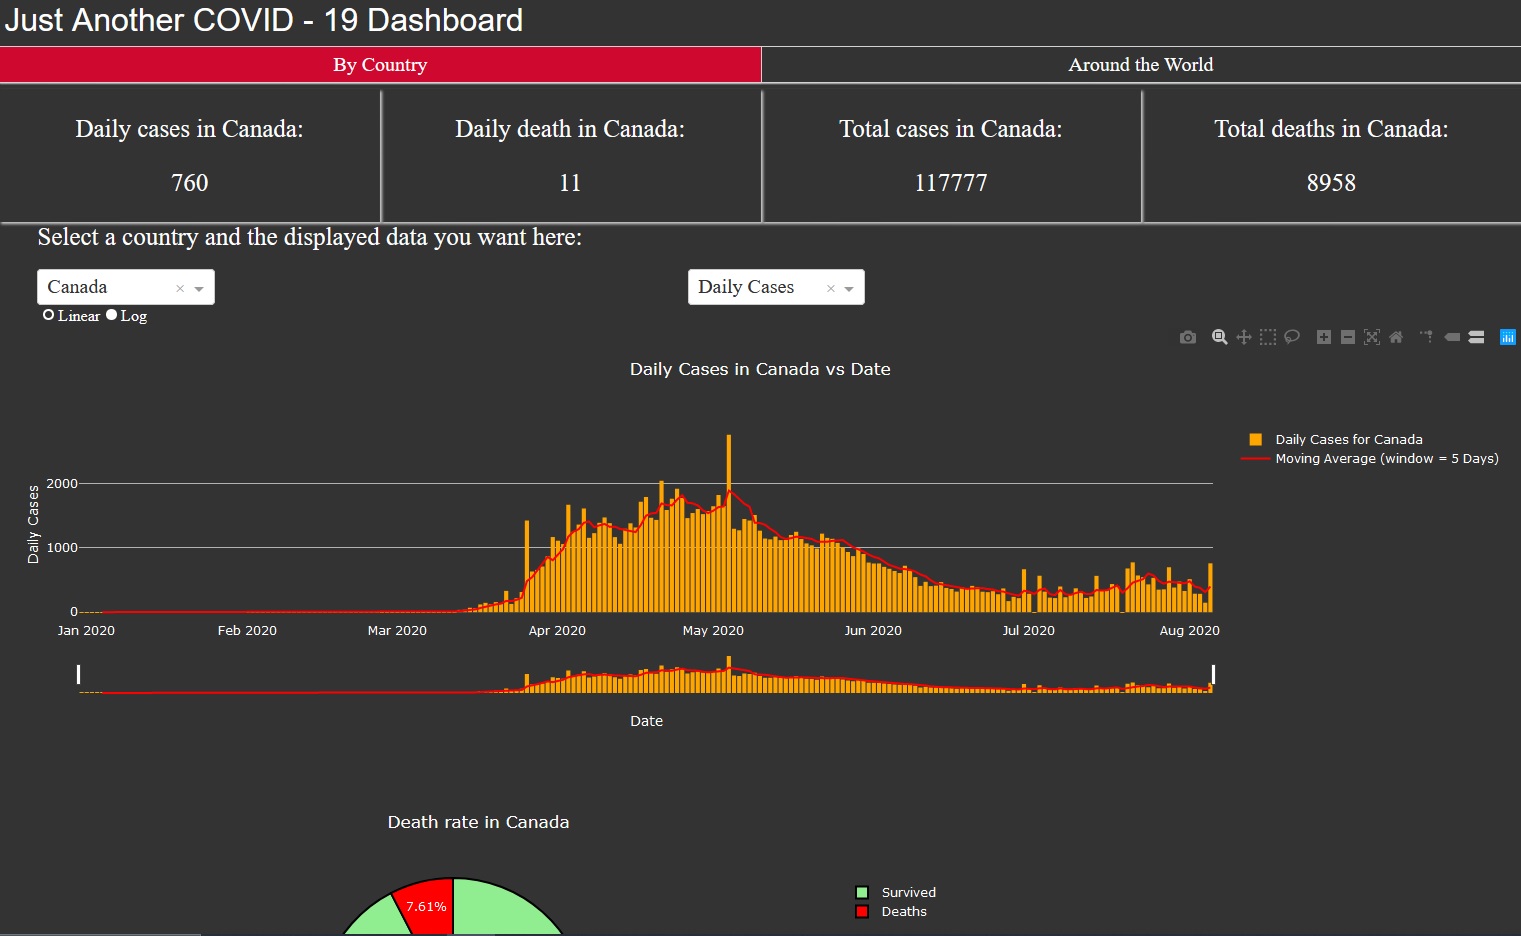 Just Another COVID - 19 Dashboard
By Country
Around the World
Daily cases in Canada:
760
Daily death in Canada:
11
Total cases in Canada:
117777
Total deaths in Canada:
8958
Select a country and the displayed data you want here:
Canada
Daily Cases
Linear Log
Daily Cases in Canada vs Date
Daily Cases for Canada
Moving Average (window = 5 Days)
Daily Cases
2000
1000
0
Jan 2020
Feb 2020
Mar 2020
Apr 2020
May 2020
Jun 2020
Jul 2020
Aug 2020
Date
Death rate in Canada
7.61%
Survived
Deaths